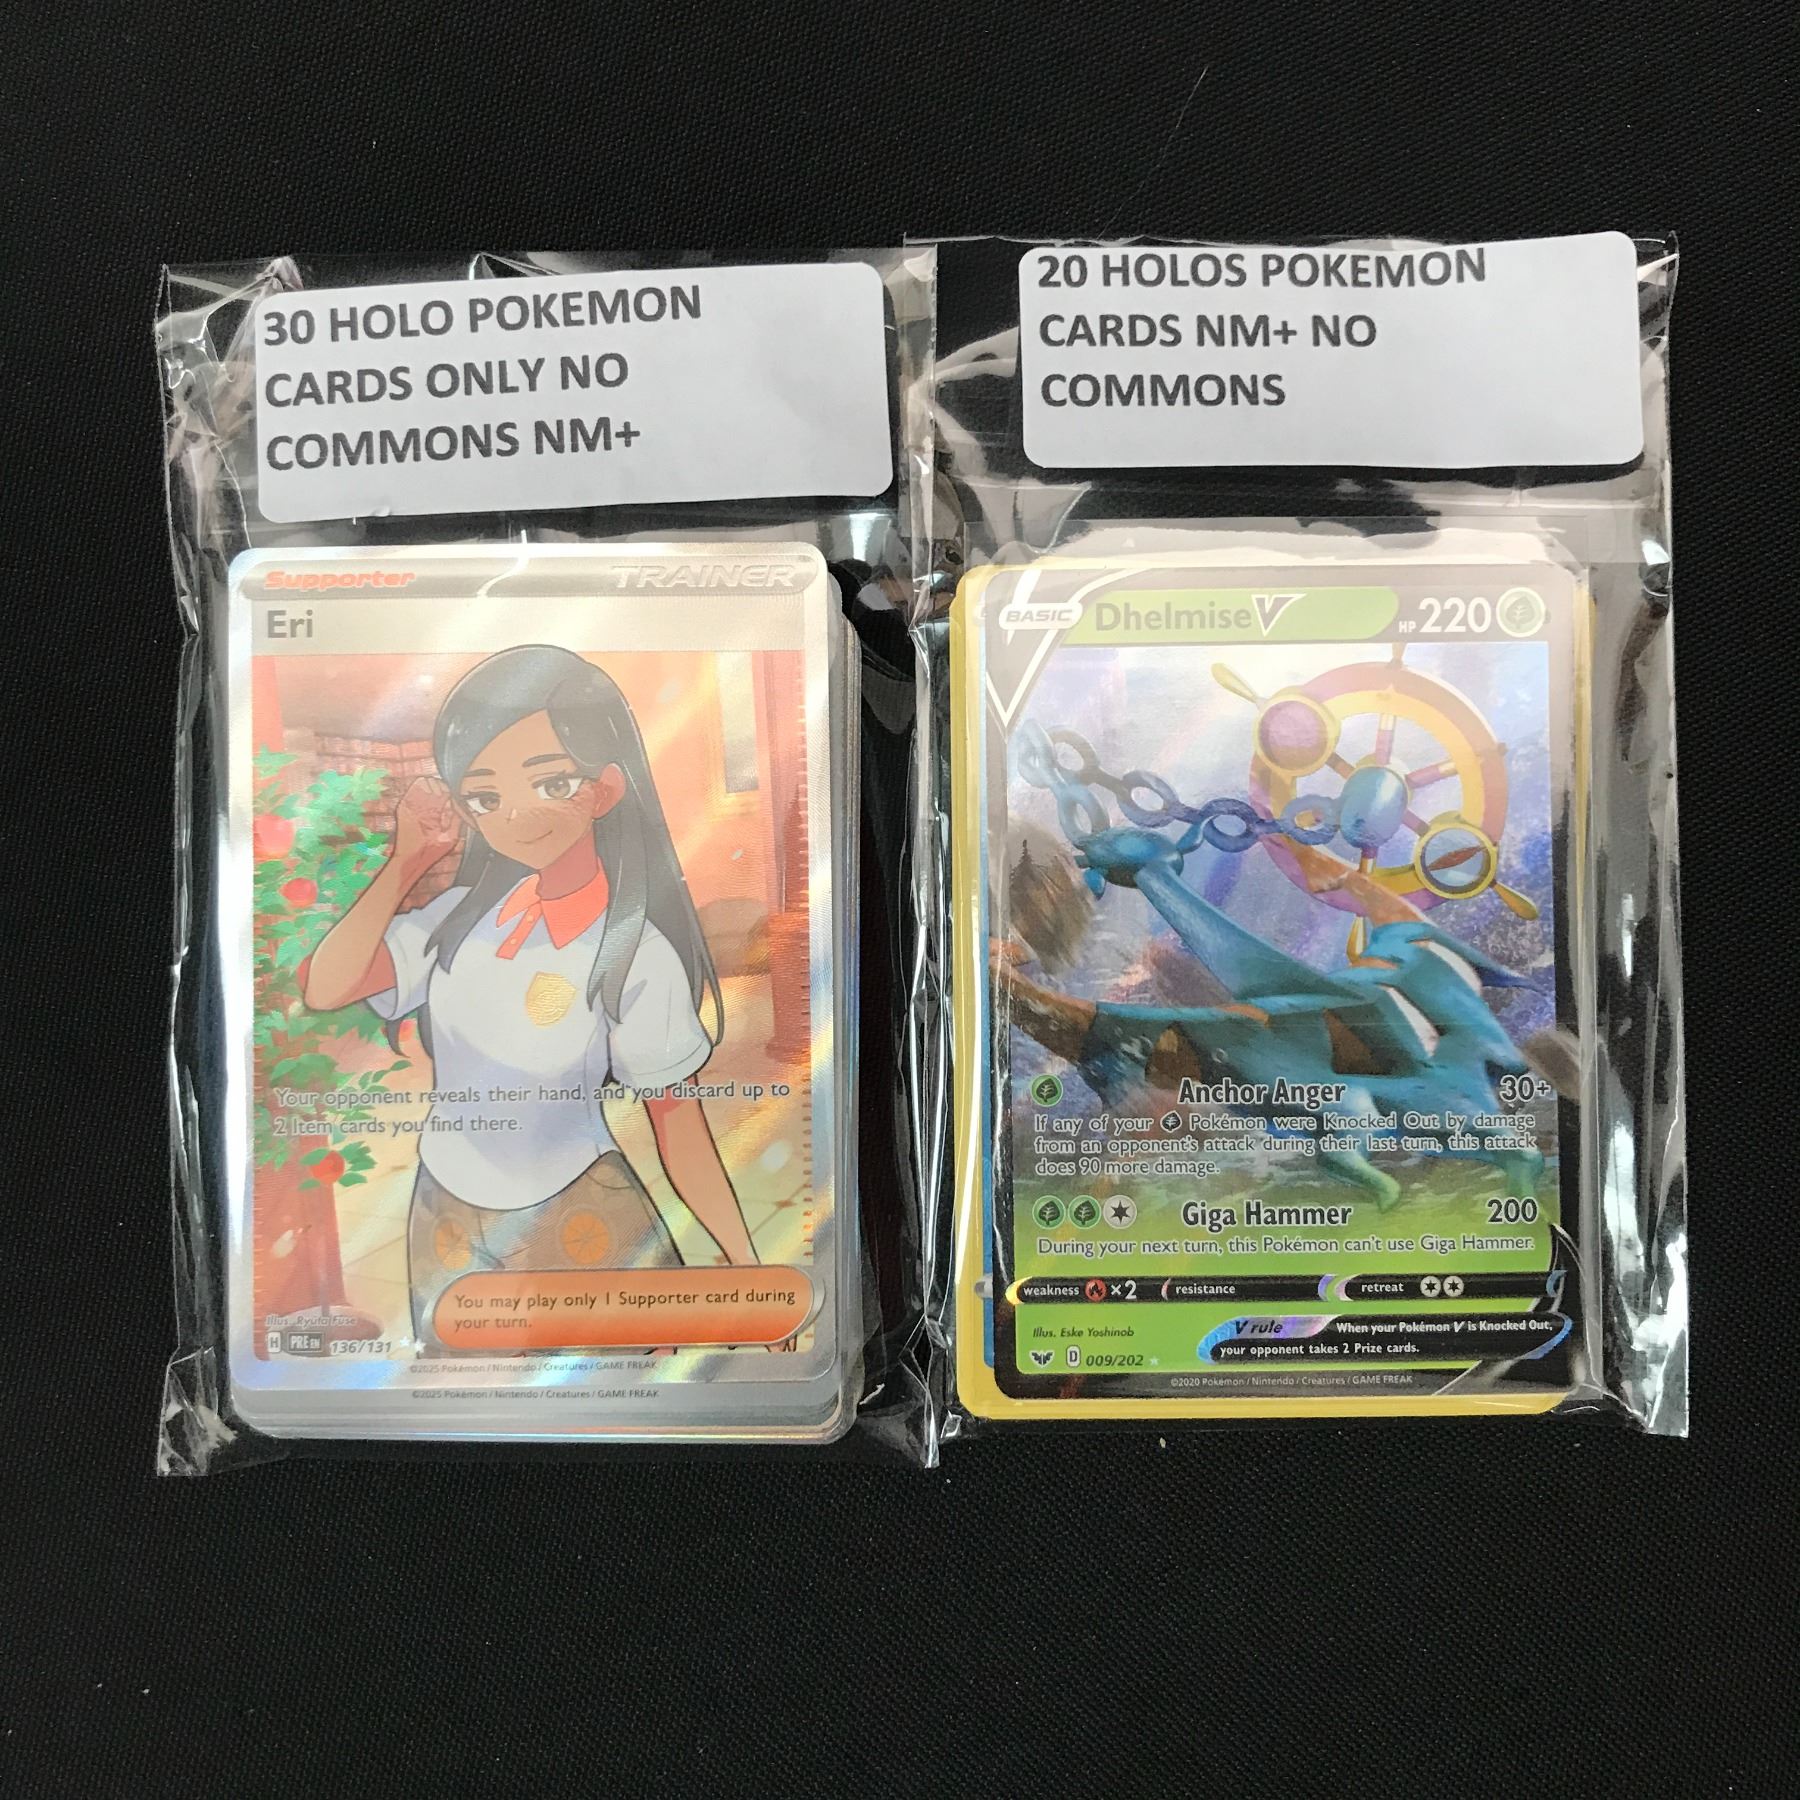 30 HOLO POKEMON
CARDS ONLY NO
COMMONS NM+
Supporter TRAINER
Eri
Your opponent reveals their hand, and you discard up to
2 Item cards you find there.
You may play only 1 Supporter card during
your turn.
Illus. Ryuta Fuse
H PRE EN 136/131
©2025 Pokémon / Nintendo / Creatures / GAME FREAK
©2025 Pokémon / Nintendo / Creatures / GAME FREAK
20 HOLOS POKEMON
CARDS NM+ NO
COMMONS
BASIC Dhelmise V HP 220
Anchor Anger 30+
If any of your Pokémon were Knocked Out by damage
from an opponent's attack during their last turn, this attack
does 90 more damage.
Giga Hammer 200
During your next turn, this Pokémon can't use Giga Hammer.
weakness ×2 resistance retreat
Illus. Eske Yoshinob
V rule When your Pokémon V is Knocked Out,
your opponent takes 2 Prize cards.
D 009/202
©2020 Pokémon / Nintendo / Creatures / GAME FREAK